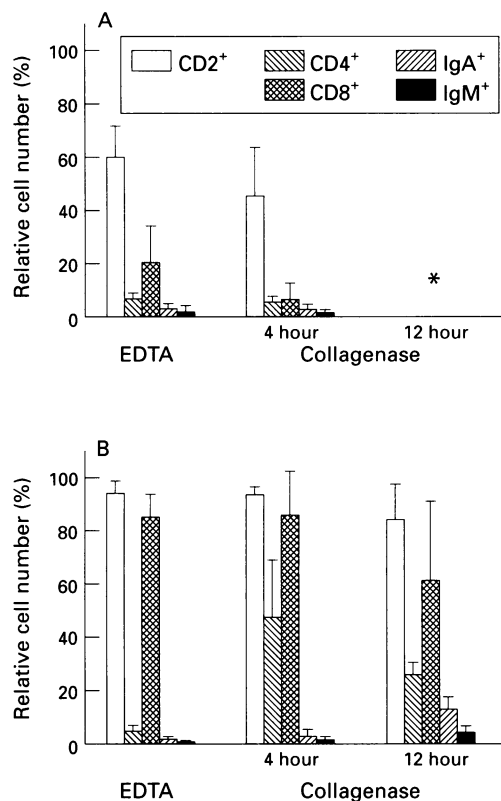 A
Relative cell number (%)
100
80
60
40
20
0
CD2+ CD4+ IgA+
CD8+ IgM+
*
4 hour 12 hour
EDTA Collagenase
B
Relative cell number (%)
100
80
60
40
20
0
4 hour 12 hour
EDTA Collagenase